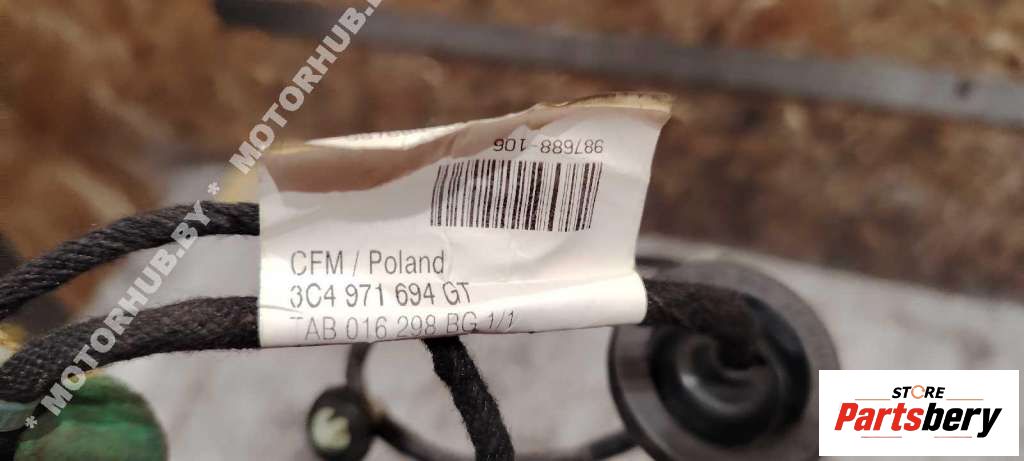 * MOTORHUB.BY * MOTORHUB.BY
987688-106
CFM / Poland
3C4 971 694 GT
TAB 016 298 BG 1/1
STORE
Partsbery